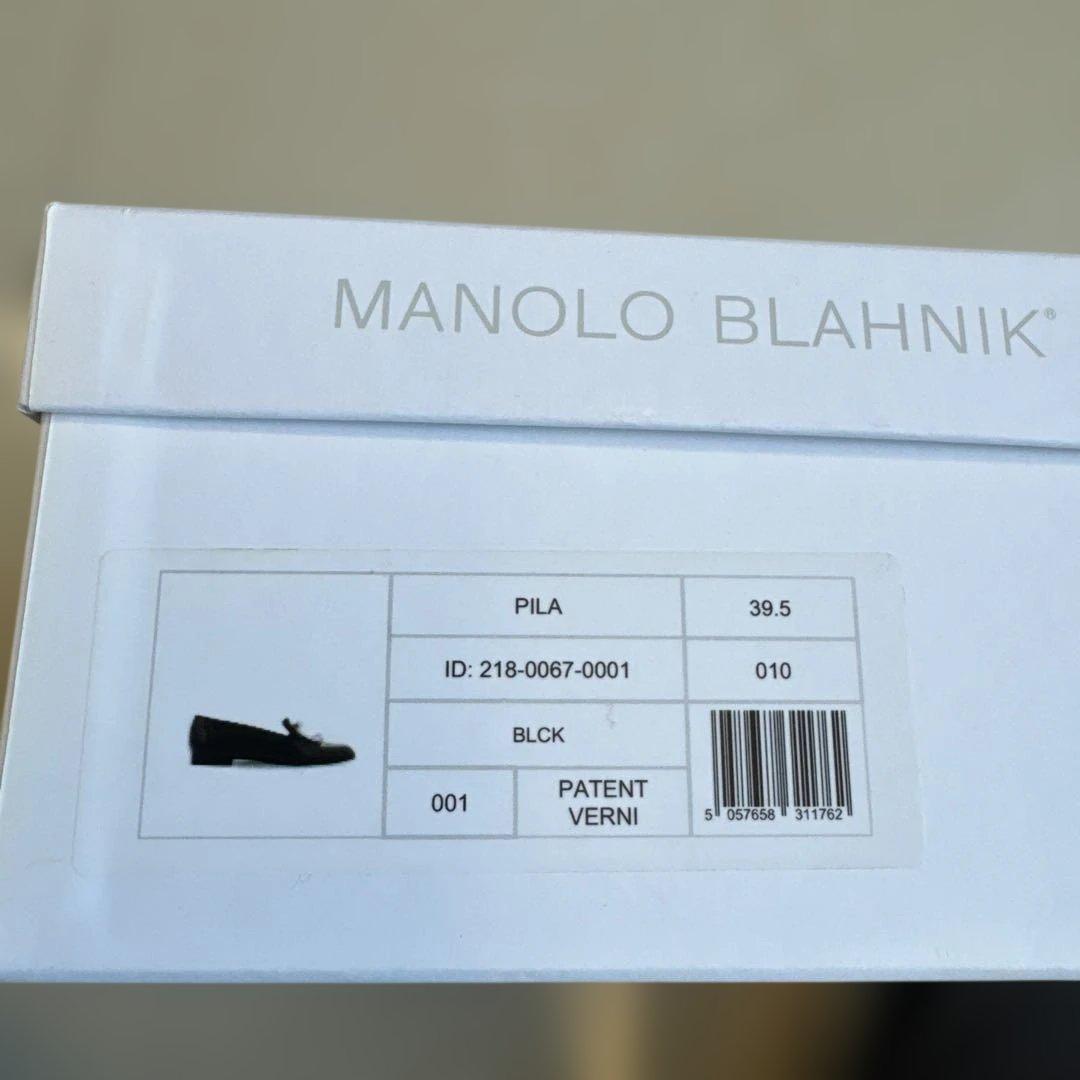 MANOLO BLAHNIK®
PILA
39.5
ID: 218-0067-0001
010
BLCK
001
PATENT
VERNI
5 057658 311762